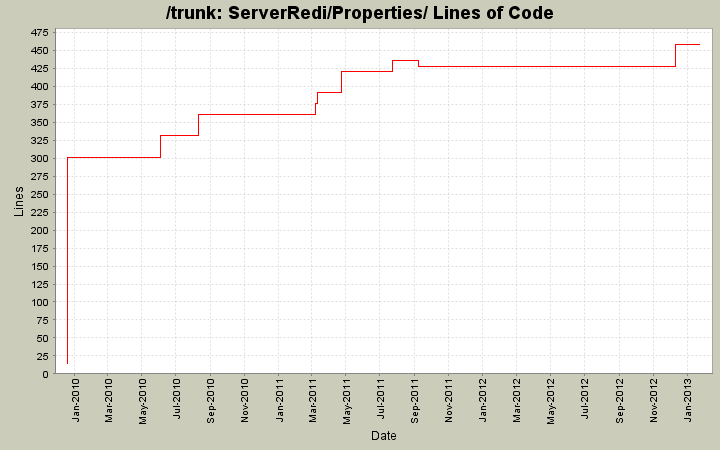 /trunk: ServerRedi/Properties/ Lines of Code
475
450
425
400
375
350
325
300
275
250
225
200
175
150
125
100
75
50
25
0
Lines
Jan-2010
Mar-2010
May-2010
Jul-2010
Sep-2010
Nov-2010
Jan-2011
Mar-2011
May-2011
Jul-2011
Sep-2011
Nov-2011
Jan-2012
Mar-2012
May-2012
Jul-2012
Sep-2012
Nov-2012
Jan-2013
Date